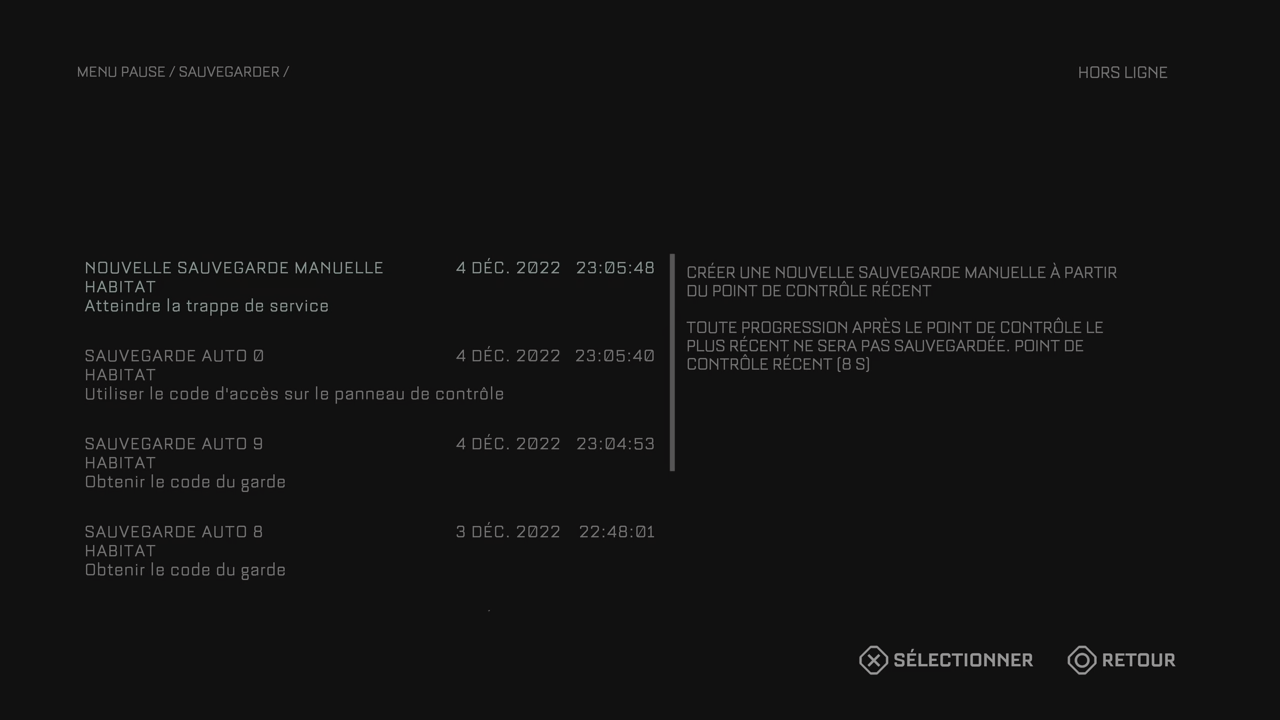 MENU PAUSE / SAUVEGARDER /
HORS LIGNE
NOUVELLE SAUVEGARDE MANUELLE 4 DÉC. 2022 23:05:48
HABITAT
Atteindre la trappe de service
SAUVEGARDE AUTO 0 4 DÉC. 2022 23:05:40
HABITAT
Utiliser le code d'accès sur le panneau de contrôle
SAUVEGARDE AUTO 9 4 DÉC. 2022 23:04:53
HABITAT
Obtenir le code du garde
SAUVEGARDE AUTO 8 3 DÉC. 2022 22:48:01
HABITAT
Obtenir le code du garde
CRÉER UNE NOUVELLE SAUVEGARDE MANUELLE À PARTIR
DU POINT DE CONTRÔLE RÉCENT
TOUTE PROGRESSION APRÈS LE POINT DE CONTRÔLE LE
PLUS RÉCENT NE SERA PAS SAUVEGARDÉE. POINT DE
CONTRÔLE RÉCENT (8 S)
SÉLECTIONNER
RETOUR